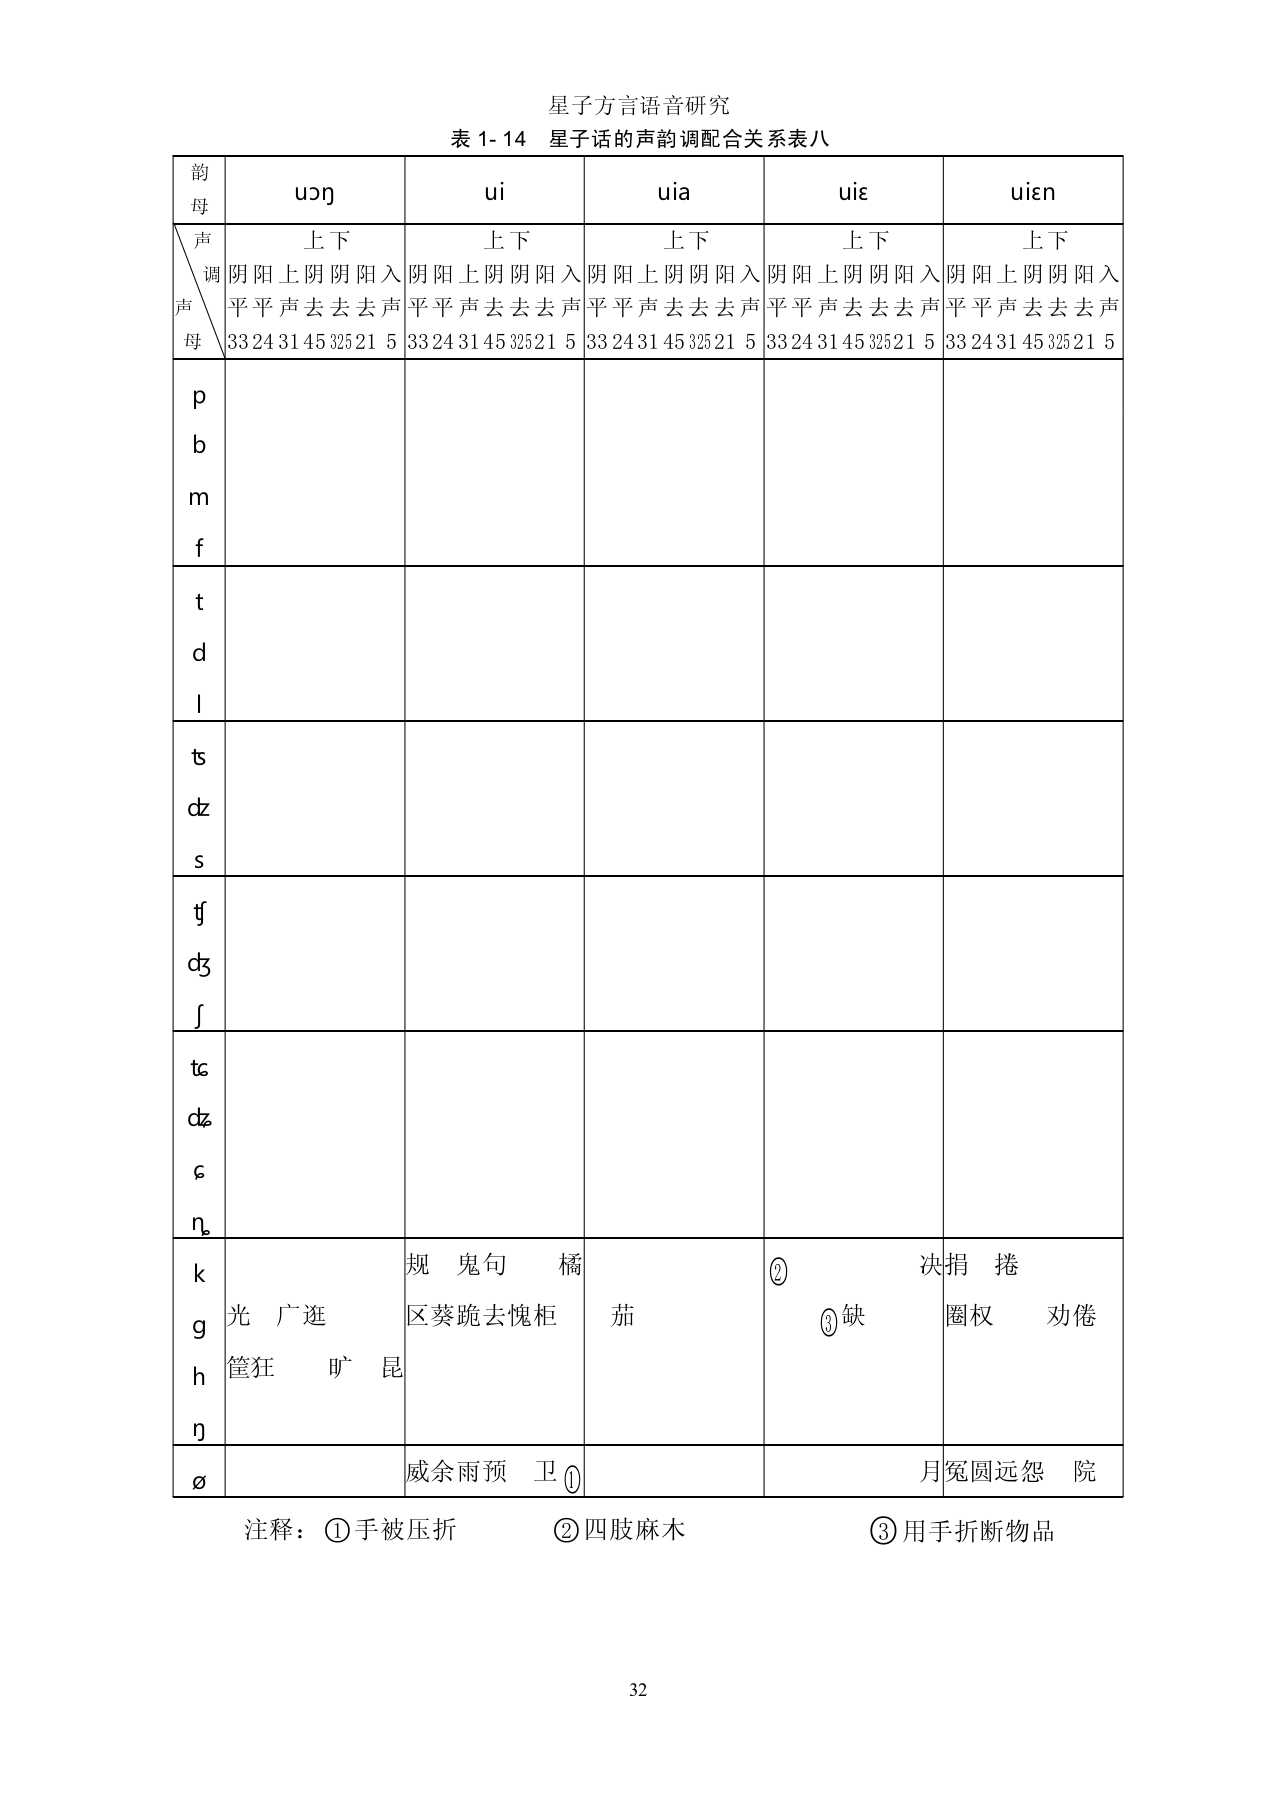 星子方言语音研究
表 1- 14 星子话的声韵调配合关系表八
韵母 uɔŋ ui uia uiɛ uiɛn
声 上下 上下 上下 上下 上下
调 阴阳上阴阴阳入 阴阳上阴阴阳入 阴阳上阴阴阳入 阴阳上阴阴阳入 阴阳上阴阴阳入
声 平平声去去去声 平平声去去去声 平平声去去去声 平平声去去去声 平平声去去去声
母 33 24 31 45 325 21 5 33 24 31 45 325 21 5 33 24 31 45 325 21 5 33 24 31 45 325 21 5 33 24 31 45 325 21 5
p
b
m
f
t
d
l
ʦ
ʣ
s
ʧ
ʤ
ʃ
ʨ
ʥ
ɕ
ȵ
k 规 鬼句 橘 ② 决 捐 捲
g 光 广逛 区葵跪去愧柜 茄 ③缺 圈权 劝倦
h 筐狂 旷 昆
ŋ
ø 威余雨预 卫① 月 冤圆远怨 院
注释：①手被压折 ②四肢麻木 ③用手折断物品
32